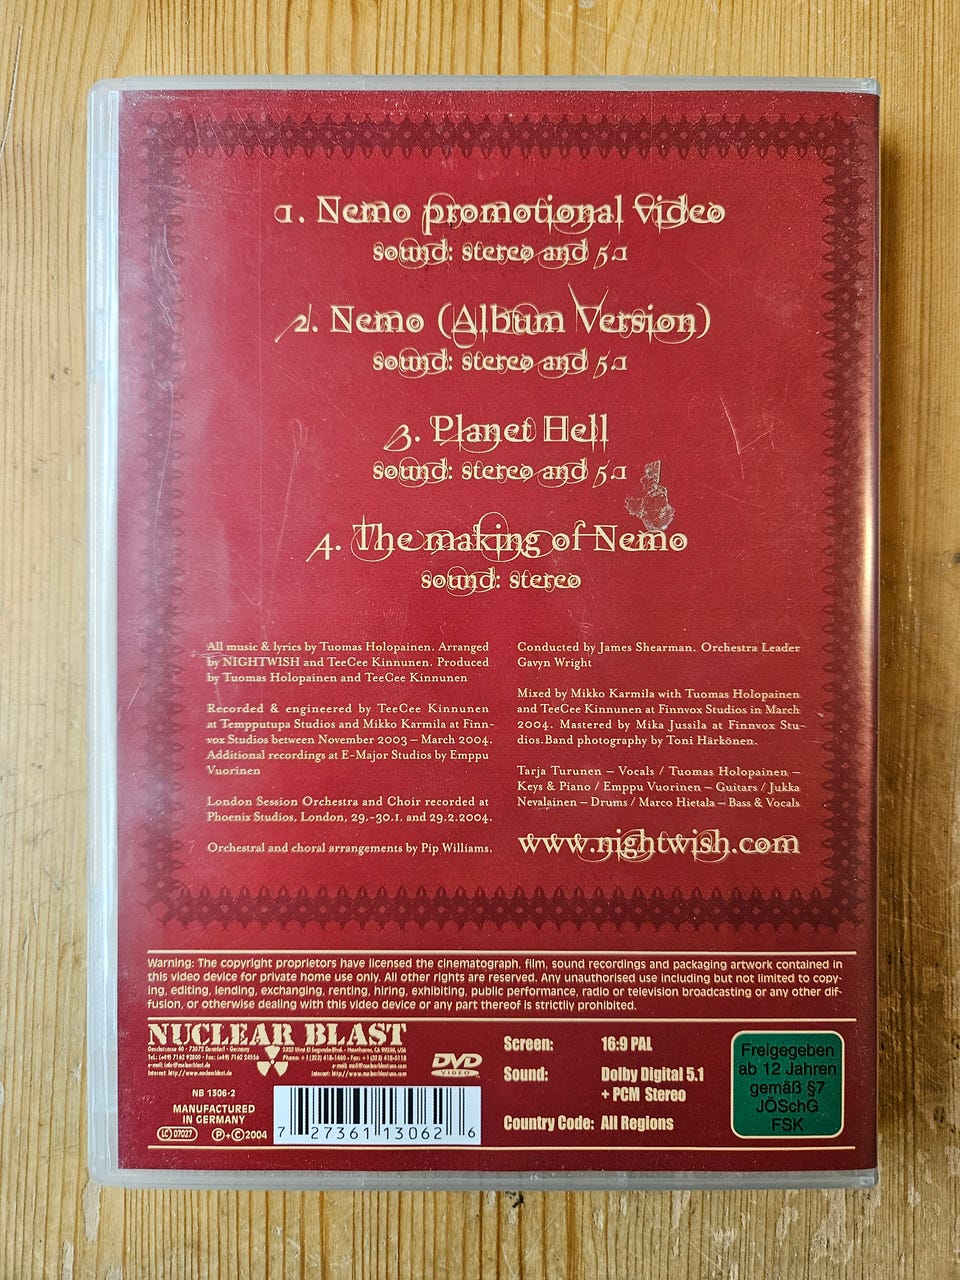 1. Nemo promotional video
sound: stereo and 5.1
2. Nemo (Album Version)
sound: stereo and 5.1
3. Planet Hell
sound: stereo and 5.1
4. The making of Nemo
sound: stereo
All music & lyrics by Tuomas Holopainen. Arranged
by NIGHTWISH and TeeCee Kinnunen. Produced
by Tuomas Holopainen and TeeCee Kinnunen
Recorded & engineered by TeeCee Kinnunen
at Tempputupa Studios and Mikko Karmila at Finn-
vox Studios between November 2003 – March 2004.
Additional recordings at E-Major Studios by Emppu
Vuorinen
London Session Orchestra and Choir recorded at
Phoenix Studios, London, 29.-30.1. and 29.2.2004.
Orchestral and choral arrangements by Pip Williams.
Conducted by James Shearman. Orchestra Leader
Gavyn Wright
Mixed by Mikko Karmila with Tuomas Holopainen
and TeeCee Kinnunen at Finnvox Studios in March
2004. Mastered by Mika Jussila at Finnvox Stu-
dios.Band photography by Toni Härkönen.
Tarja Turunen – Vocals / Tuomas Holopainen –
Keys & Piano / Emppu Vuorinen – Guitars / Jukka
Nevalainen – Drums / Marco Hietala – Bass & Vocals
www.nightwish.com
Warning: The copyright proprietors have licensed the cinematograph, film, sound recordings and packaging artwork contained in
this video device for private home use only. All other rights are reserved. Any unauthorised use including but not limited to copy-
ing, editing, lending, exchanging, renting, hiring, exhibiting, public performance, radio or television broadcasting or any other dif-
fusion, or otherwise dealing with this video device or any part thereof is strictlly prohibited.
NUCLEAR BLAST
DVD
VIDEO
NB 1306-2
MANUFACTURED
IN GERMANY
LC 07027 P+C2004
7 27361 13062 6
Screen: 16:9 PAL
Sound: Dolby Digital 5.1
+ PCM Stereo
Country Code: All Regions
Freigegeben
ab 12 Jahren
gemäß §7
JÖSchG
FSK